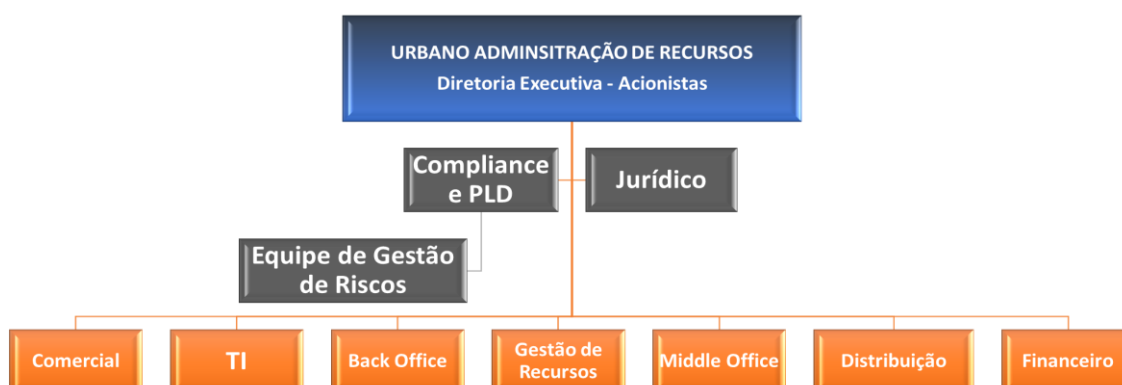 URBANO ADMINSITRAÇÃO DE RECURSOS
Diretoria Executiva - Acionistas
Compliance
e PLD
Jurídico
Equipe de Gestão
de Riscos
Comercial
TI
Back Office
Gestão de
Recursos
Middle Office
Distribuição
Financeiro